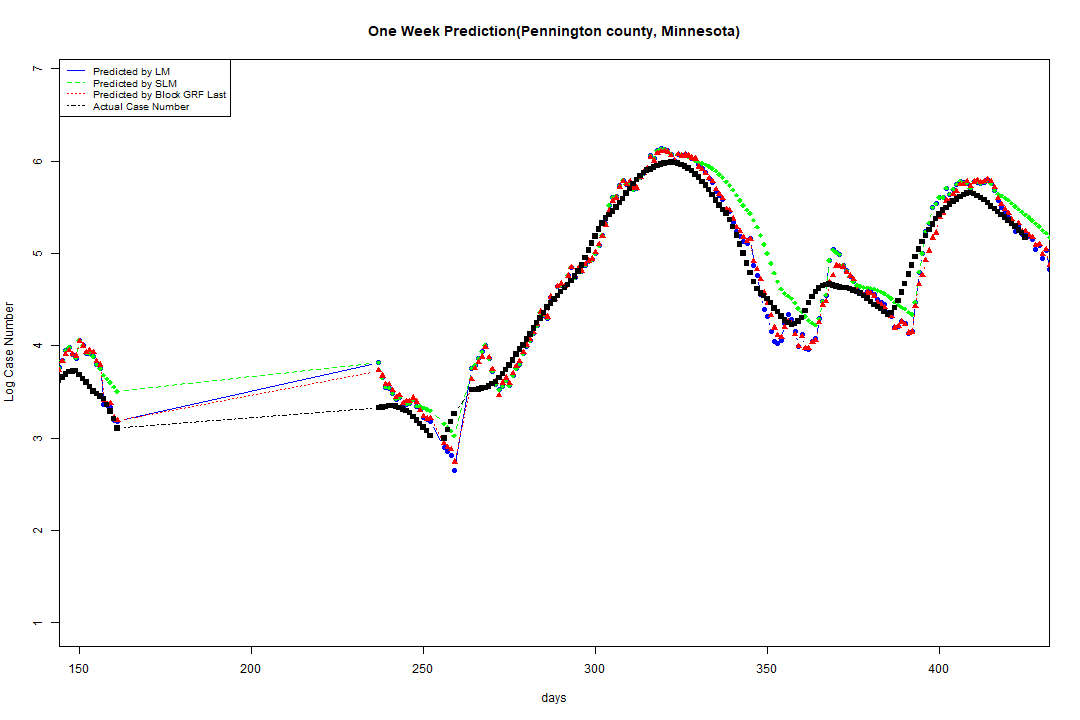 One Week Prediction(Pennington county, Minnesota)
Predicted by LM
Predicted by SLM
Predicted by Block GRF Last
Actual Case Number
7
6
5
4
3
2
1
Log Case Number
150 200 250 300 350 400
days